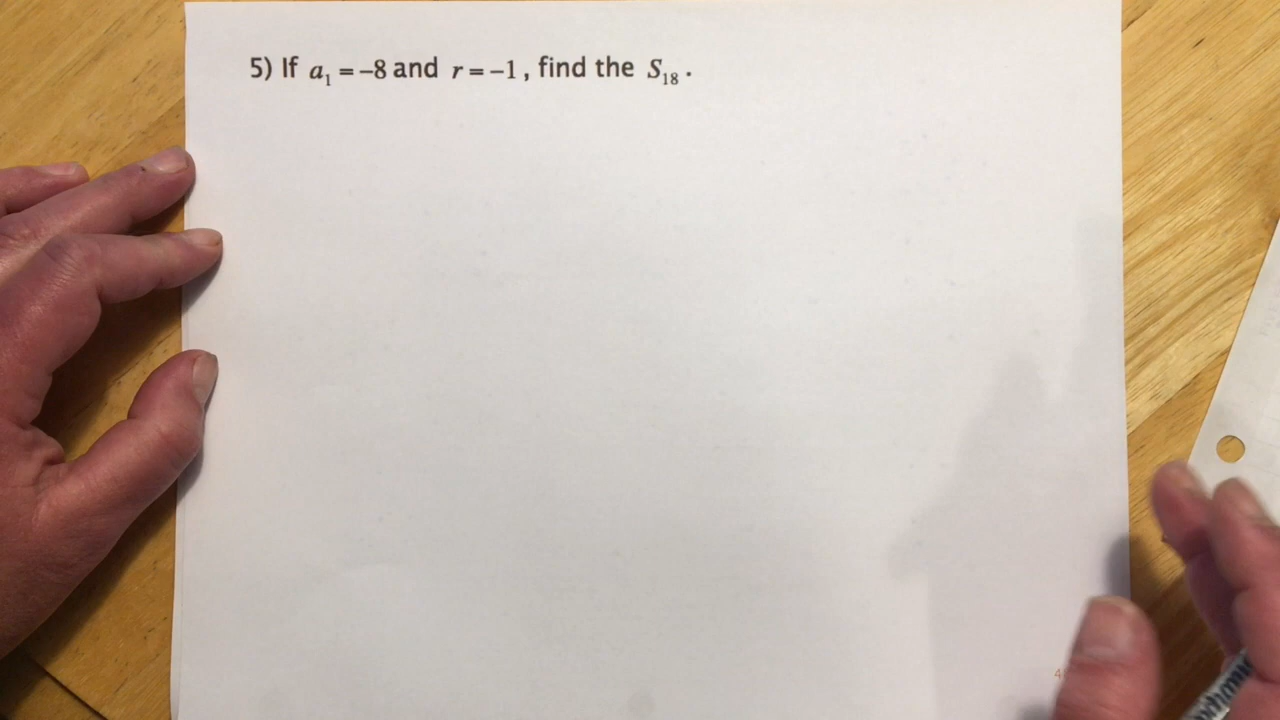 5) If a₁ = −8 and r = −1, find the S₁₈.